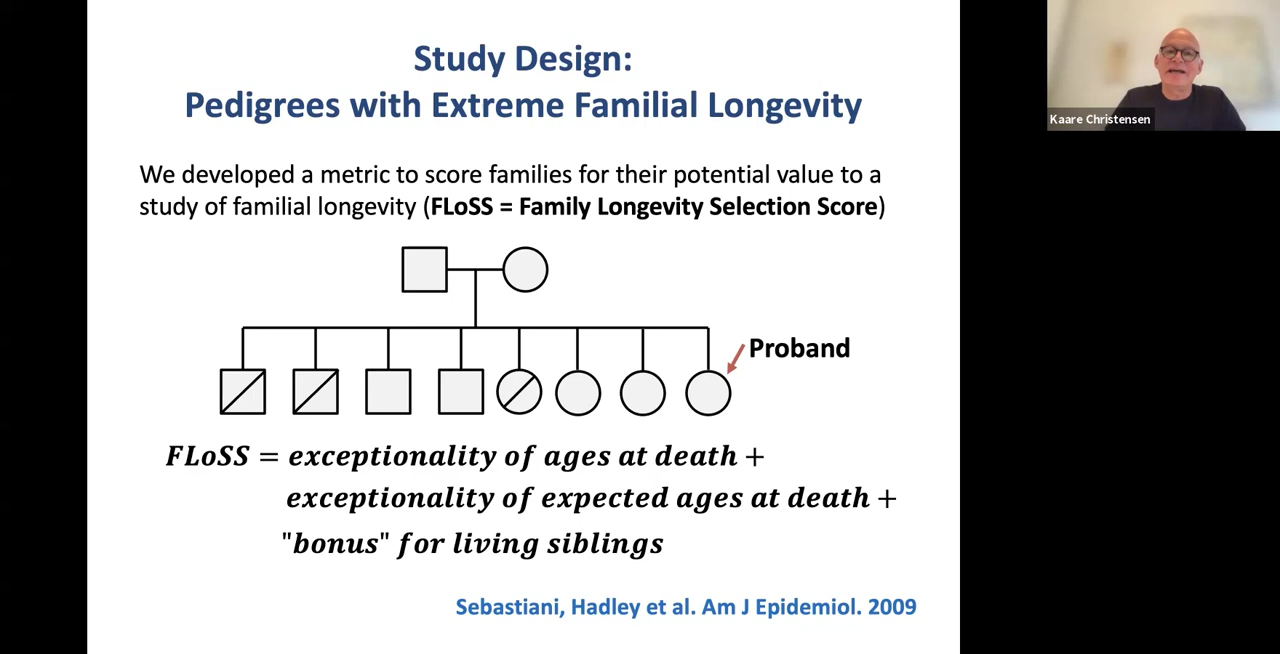 Study Design:
Pedigrees with Extreme Familial Longevity
We developed a metric to score families for their potential value to a
study of familial longevity (FLoSS = Family Longevity Selection Score)
Proband
FLoSS = exceptionality of ages at death +
exceptionality of expected ages at death +
"bonus" for living siblings
Sebastiani, Hadley et al. Am J Epidemiol. 2009
Kaare Christensen